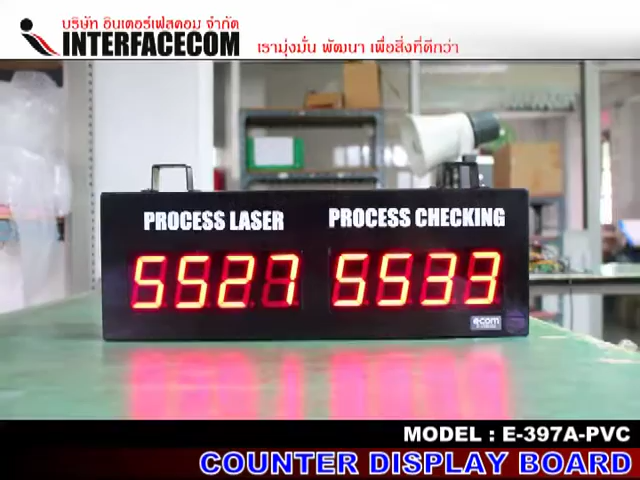 บริษัท อินเตอร์เฟสคอม จำกัด
INTERFACECOM
เรามุ่งมั่น พัฒนา เพื่อสิ่งที่ดีกว่า
PROCESS LASER PROCESS CHECKING
5527 5533
ecom
MODEL : E-397A-PVC
COUNTER DISPLAY BOARD